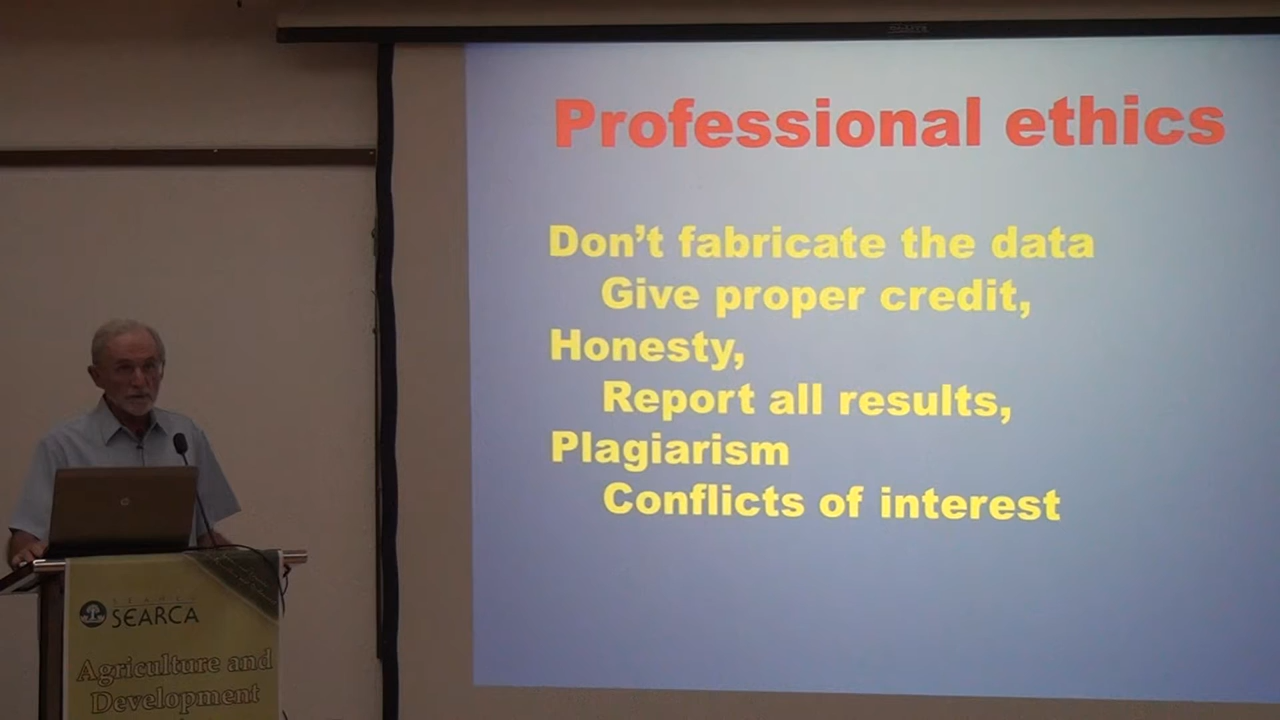 Professional ethics
Don't fabricate the data
Give proper credit,
Honesty,
Report all results,
Plagiarism
Conflicts of interest
SEARCA
Agriculture and
Development